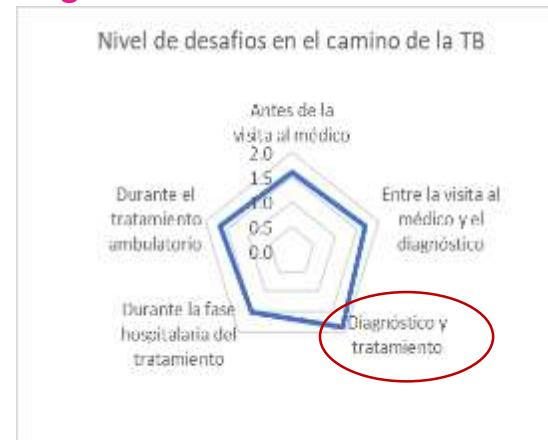 Nivel de desafios en el camino de la TB
Antes de la
visita al médico
2.0
1.5
1.0
0.5
0.0
Entre la visita al
médico y el
diagnóstico
Diagnóstico y
tratamiento
Durante la fase
hospitalaria del
tratamiento
Durante el
tratamiento
ambulatorio